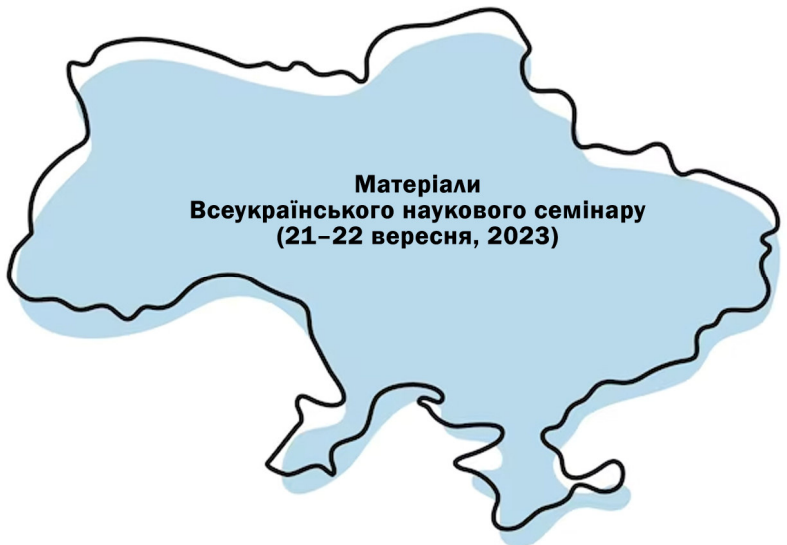 Матеріали
Всеукраїнського наукового семінару
(21–22 вересня, 2023)